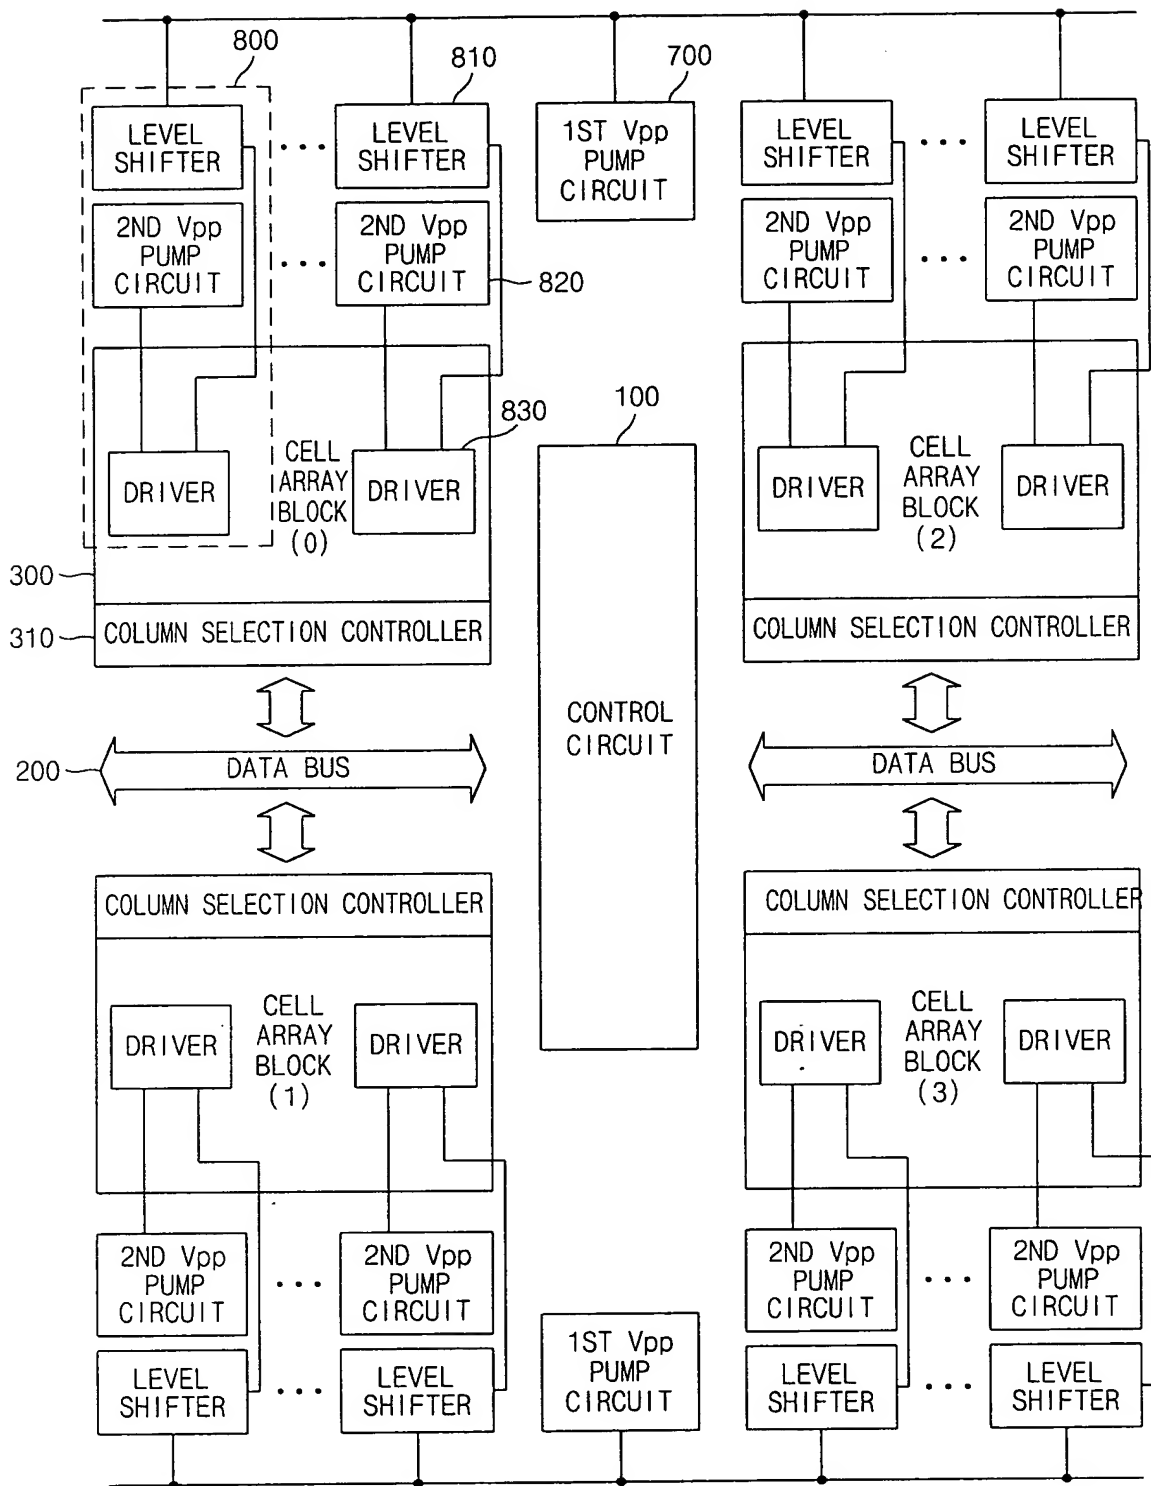 800
810
700
LEVEL
SHIFTER
LEVEL
SHIFTER
1ST Vpp
PUMP
CIRCUIT
LEVEL
SHIFTER
LEVEL
SHIFTER
2ND Vpp
PUMP
CIRCUIT
2ND Vpp
PUMP
CIRCUIT
820
2ND Vpp
PUMP
CIRCUIT
2ND Vpp
PUMP
CIRCUIT
830
100
DRIVER
CELL
ARRAY
BLOCK
(0)
DRIVER
DRIVER
CELL
ARRAY
BLOCK
(2)
DRIVER
300
310
COLUMN SELECTION CONTROLLER
COLUMN SELECTION CONTROLLER
CONTROL
CIRCUIT
200
DATA BUS
DATA BUS
COLUMN SELECTION CONTROLLER
COLUMN SELECTION CONTROLLER
DRIVER
CELL
ARRAY
BLOCK
(1)
DRIVER
DRIVER
CELL
ARRAY
BLOCK
(3)
DRIVER
2ND Vpp
PUMP
CIRCUIT
2ND Vpp
PUMP
CIRCUIT
2ND Vpp
PUMP
CIRCUIT
2ND Vpp
PUMP
CIRCUIT
1ST Vpp
PUMP
CIRCUIT
LEVEL
SHIFTER
LEVEL
SHIFTER
LEVEL
SHIFTER
LEVEL
SHIFTER